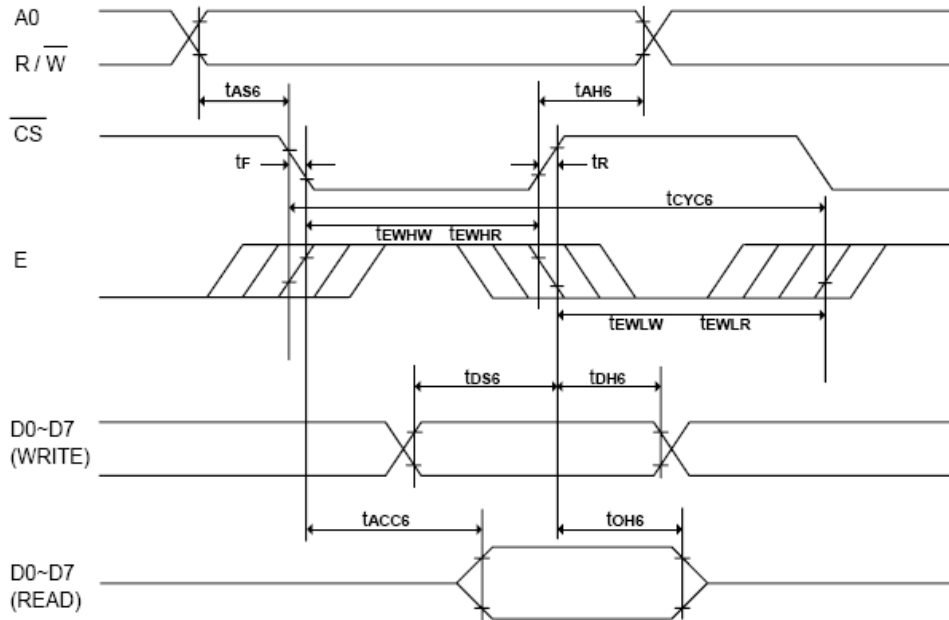 A0
R / W
tAS6
tAH6
CS
tF
tR
tCYC6
tEWHW tEWHR
E
tEWLW tEWLR
tDS6
tDH6
D0~D7
(WRITE)
tACC6
tOH6
D0~D7
(READ)